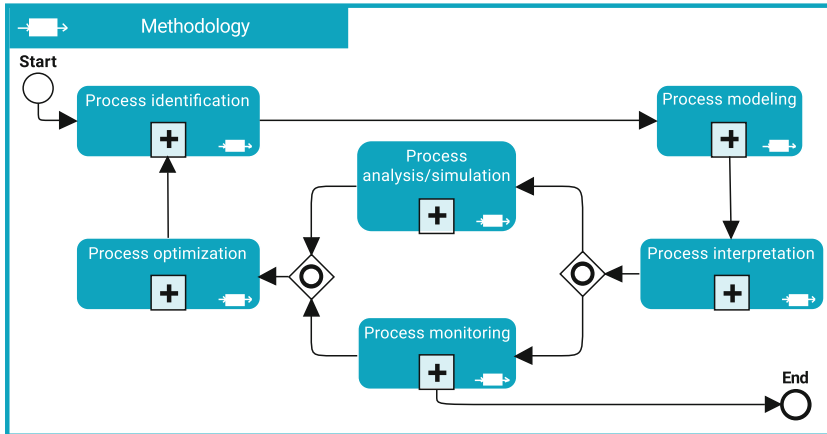 Methodology
Start
Process identification
Process modeling
Process
analysis/simulation
Process optimization
Process interpretation
Process monitoring
End